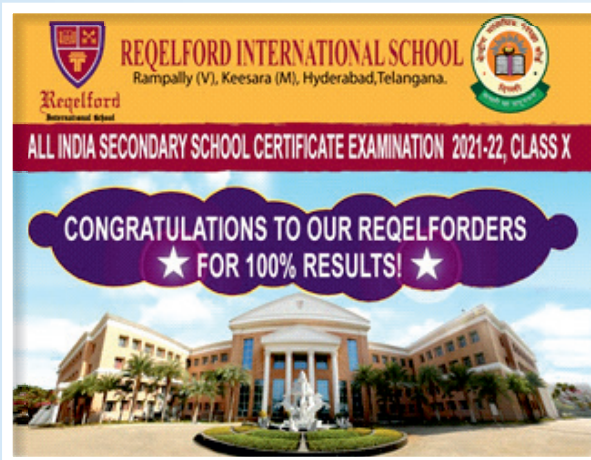 REQELFORD INTERNATIONAL SCHOOL
Rampally (V), Keesara (M), Hyderabad,Telangana.
Reqelford
International School
केन्द्रीय माध्यमिक शिक्षा बोर्ड
दिल्ली
ALL INDIA SECONDARY SCHOOL CERTIFICATE EXAMINATION 2021-22, CLASS X
CONGRATULATIONS TO OUR REQELFORDERS
FOR 100% RESULTS!